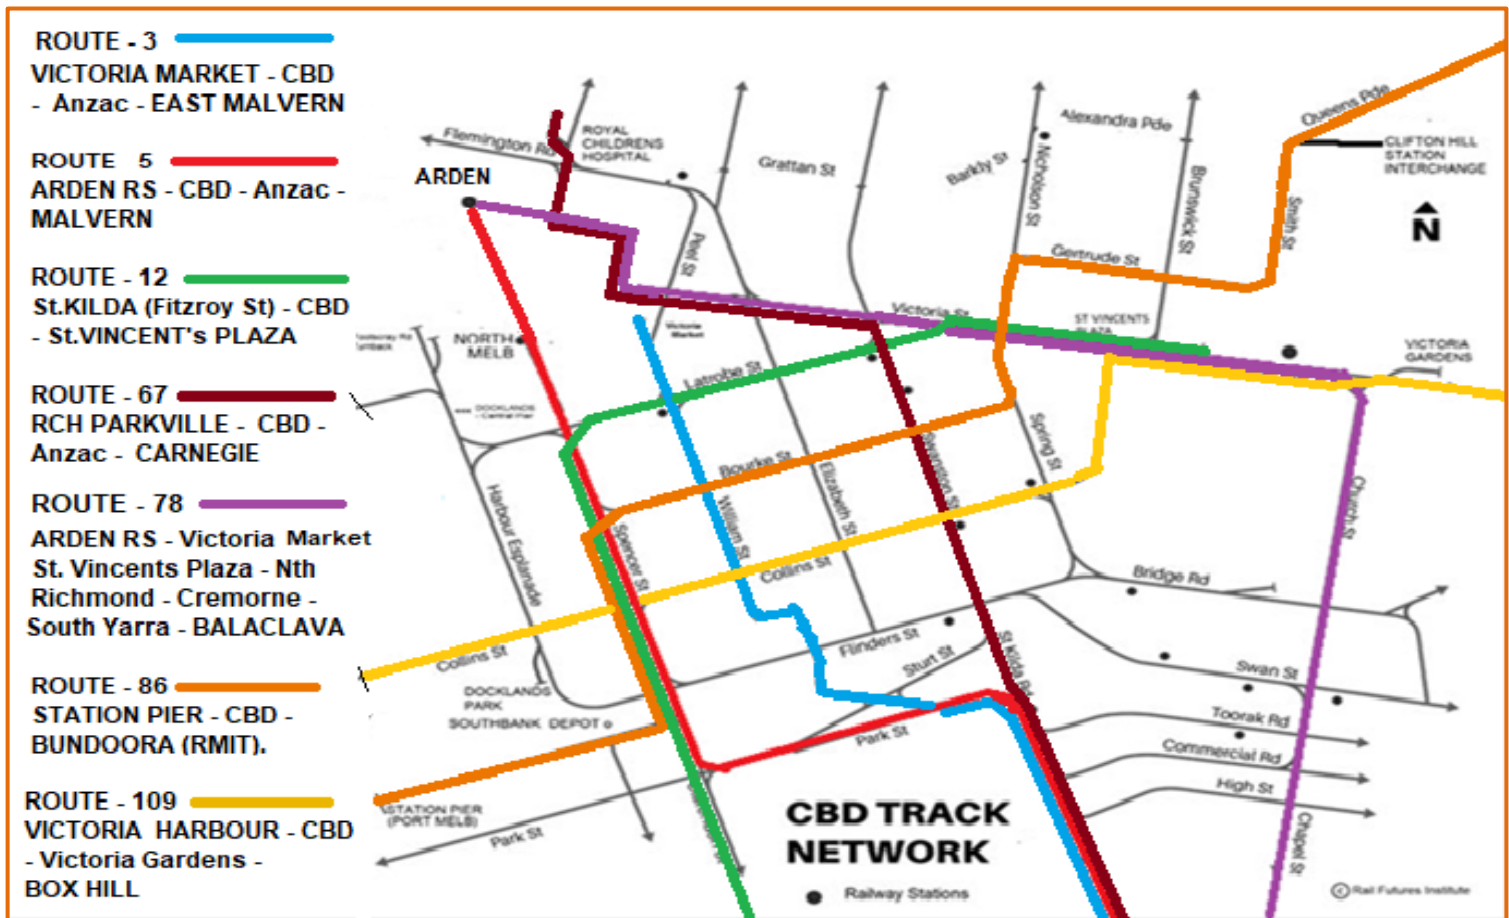 ROUTE - 3
VICTORIA MARKET - CBD
- Anzac - EAST MALVERN
ROUTE 5
ARDEN RS - CBD - Anzac -
MALVERN
ROUTE - 12
St.KILDA (Fitzroy St) - CBD
- St.VINCENT's PLAZA
ROUTE - 67
RCH PARKVILLE - CBD -
Anzac - CARNEGIE
ROUTE - 78
ARDEN RS - Victoria Market
St. Vincents Plaza - Nth
Richmond - Cremorne -
South Yarra - BALACLAVA
ROUTE - 86
STATION PIER - CBD -
BUNDOORA (RMIT).
ROUTE - 109
VICTORIA HARBOUR - CBD
- Victoria Gardens -
BOX HILL
Flemington Rd
ROYAL
CHILDRENS
HOSPITAL
ARDEN
Grattan St
Barkly St
Nicholson St
Alexandra Pde
Brunswick St
Queens Pde
CLIFTON HILL
STATION
INTERCHANGE
Smith St
N
Gertrude St
Peel St
Victoria St
ST VINCENTS
PLAZA
VICTORIA
GARDENS
Victoria
Market
NORTH
MELB
Latrobe St
DOCKLANDS
- Central Pier
Bourke St
Elizabeth St
Swanston St
Spring St
Church St
Harbour Esplanade
Spencer St
William St
Collins St
Bridge Rd
Flinders St
Sturt St
St Kilda Rd
Swan St
Collins St
DOCKLANDS
PARK
SOUTHBANK DEPOT
Park St
Toorak Rd
Commercial Rd
High St
STATION PIER
(PORT MELB)
Park St
Chapel St
CBD TRACK
NETWORK
Railway Stations
© Rail Futures Institute